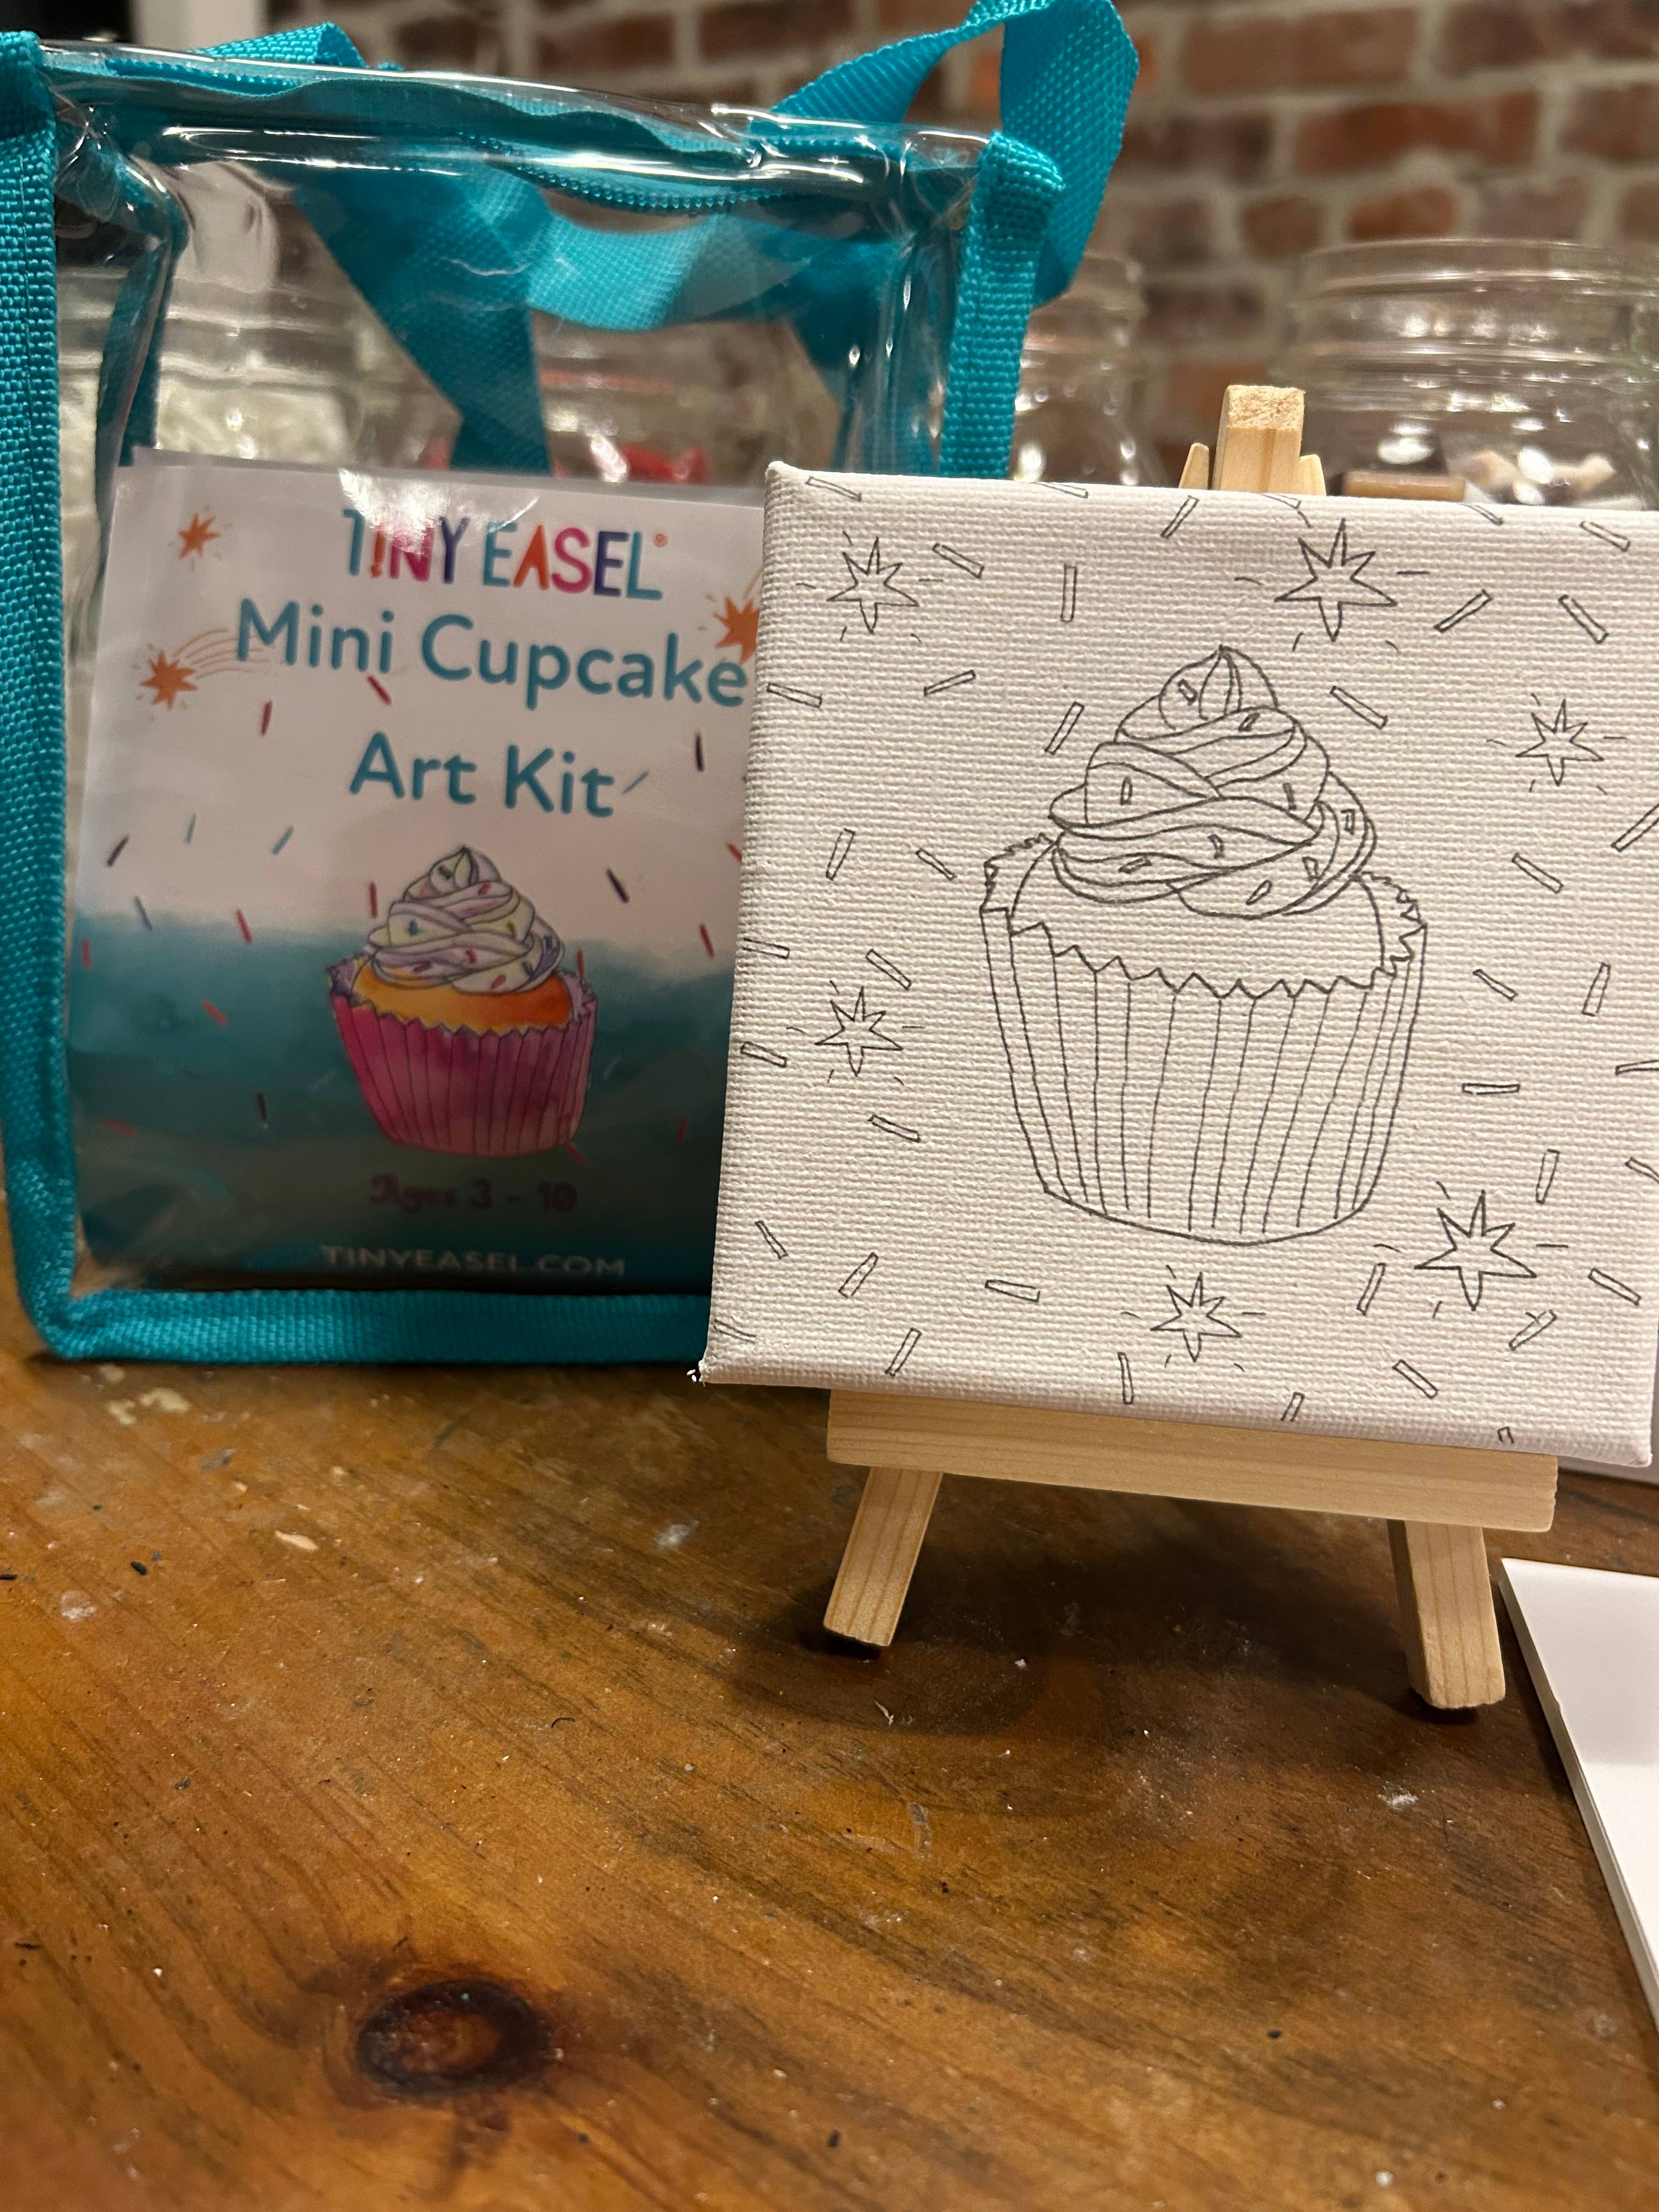 TINY EASEL®
Mini Cupcake
Art Kit
Ages 3 - 10
TINYEASEL.COM